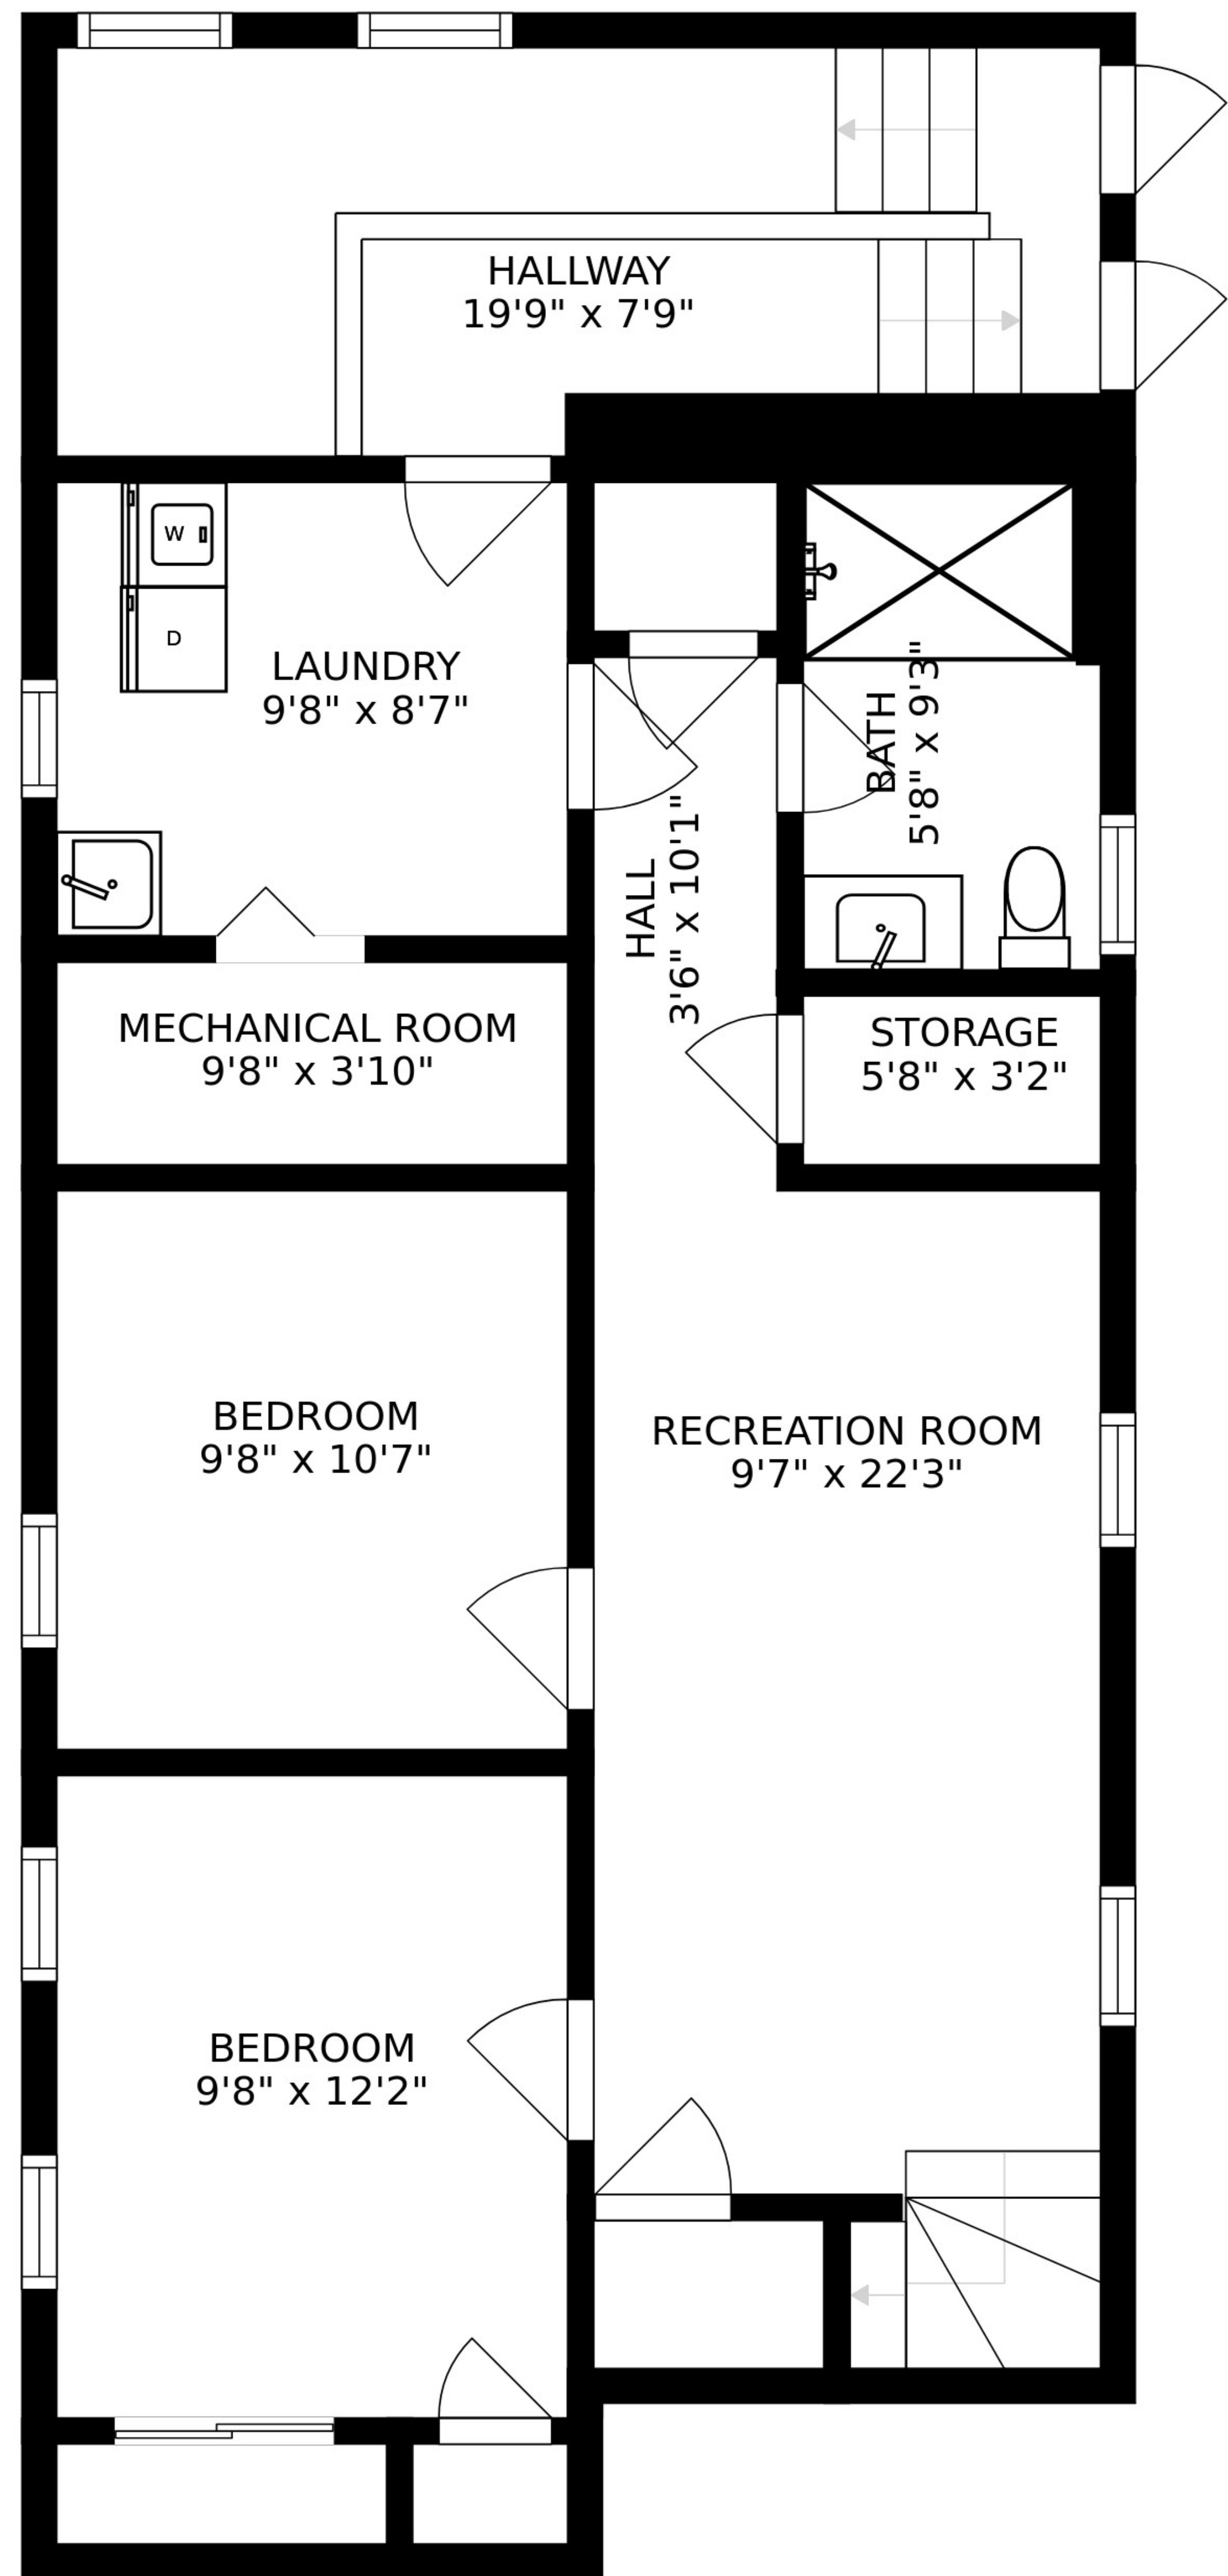 HALLWAY
19'9" x 7'9"
W
D
LAUNDRY
9'8" x 8'7"
BATH
5'8" x 9'3"
HALL
3'6" x 10'1"
MECHANICAL ROOM
9'8" x 3'10"
STORAGE
5'8" x 3'2"
BEDROOM
9'8" x 10'7"
RECREATION ROOM
9'7" x 22'3"
BEDROOM
9'8" x 12'2"